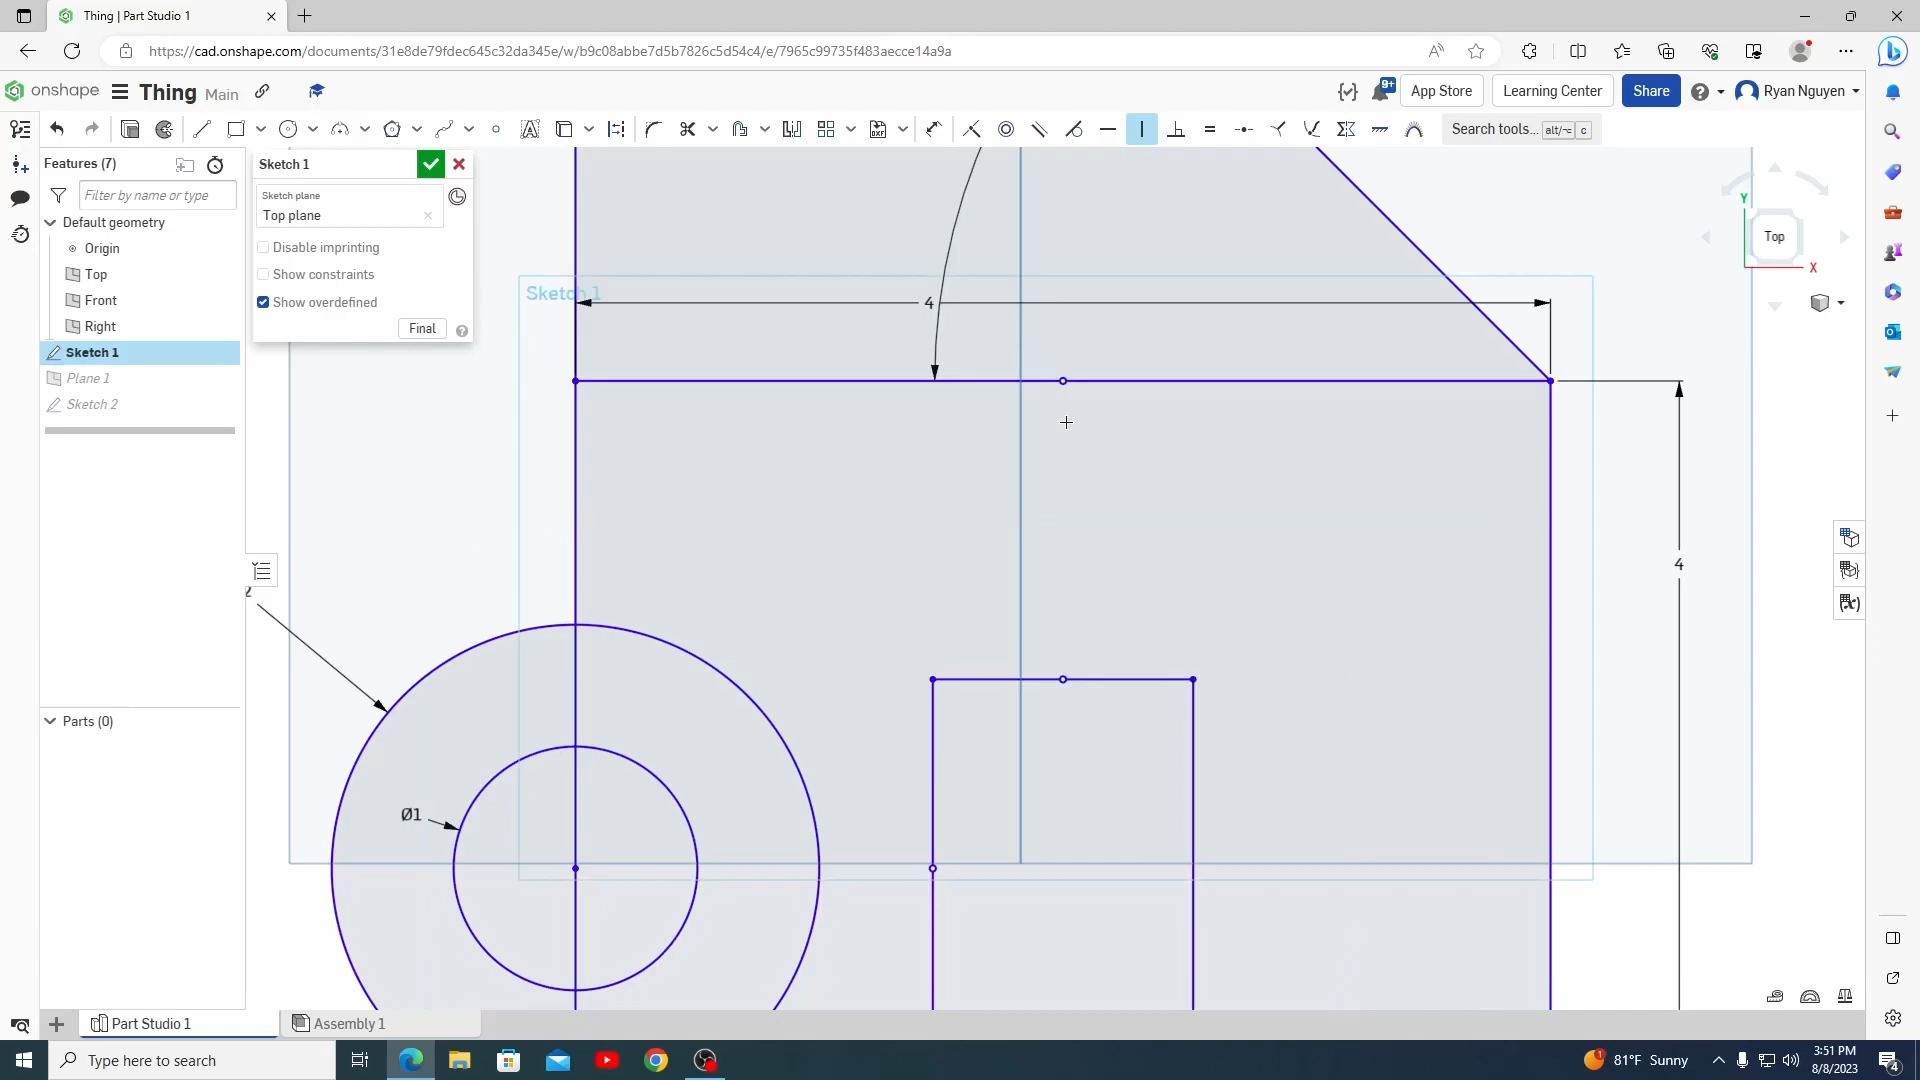 Thing | Part Studio 1
https://cad.onshape.com/documents/31e8de79fdec645c32da345e/w/b9c08abbe7d5b7826c5d54c4/e/7965c99735f483aecce14a9a
onshape
Thing Main
9+
App Store
Learning Center
Share
Ryan Nguyen
Search tools... alt/⌥ c
Features (7)
Filter by name or type
Default geometry
Origin
Top
Front
Right
Sketch 1
Plane 1
Sketch 2
Parts (0)
Sketch 1
Sketch plane
Top plane
Disable imprinting
Show constraints
Show overdefined
Final
Sketch 1
4
4
Ø1
Y
Top
X
Part Studio 1
Assembly 1
Type here to search
1
81°F Sunny
3:51 PM
8/8/2023
4